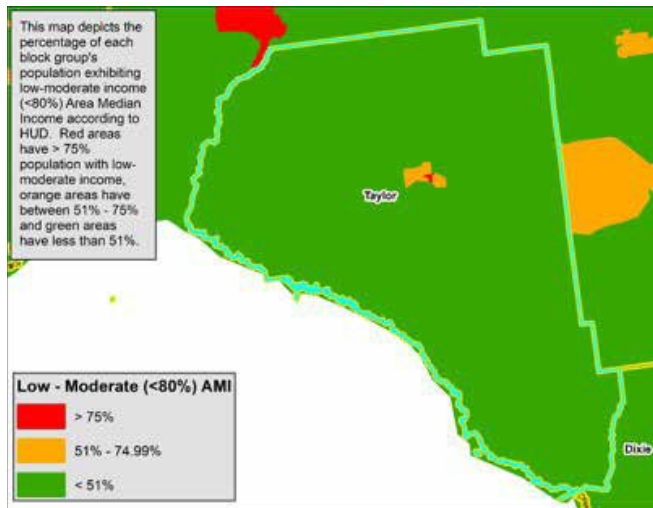 This map depicts the
percentage of each
block group's
population exhibiting
low-moderate income
(<80%) Area Median
Income according to
HUD. Red areas
have > 75%
population with low-
moderate income,
orange areas have
between 51% - 75%
and green areas
have less than 51%.
Taylor
Low - Moderate (<80%) AMI
> 75%
51% - 74.99%
< 51%
Dixie